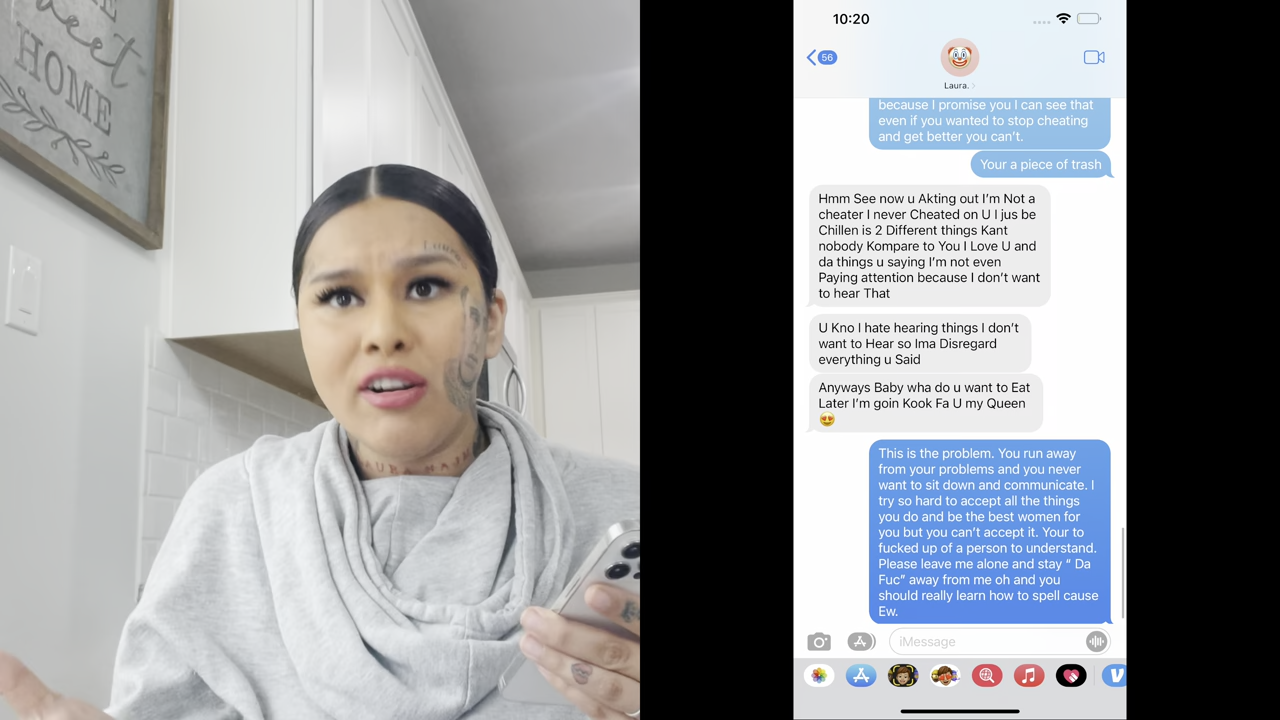 sweet
HOME
10:20
56
Laura.
because I promise you I can see that
even if you wanted to stop cheating
and get better you can't.
Your a piece of trash
Hmm See now u Akting out I'm Not a
cheater I never Cheated on U I jus be
Chillen is 2 Different things Kant
nobody Kompare to You I Love U and
da things u saying I'm not even
Paying attention because I don't want
to hear That
U Kno I hate hearing things I don't
want to Hear so Ima Disregard
everything u Said
Anyways Baby wha do u want to Eat
Later I'm goin Kook Fa U my Queen
😍
This is the problem. You run away
from your problems and you never
want to sit down and communicate. I
try so hard to accept all the things
you do and be the best women for
you but you can't accept it. Your to
fucked up of a person to understand.
Please leave me alone and stay “ Da
Fuc” away from me oh and you
should really learn how to spell cause
Ew.
iMessage